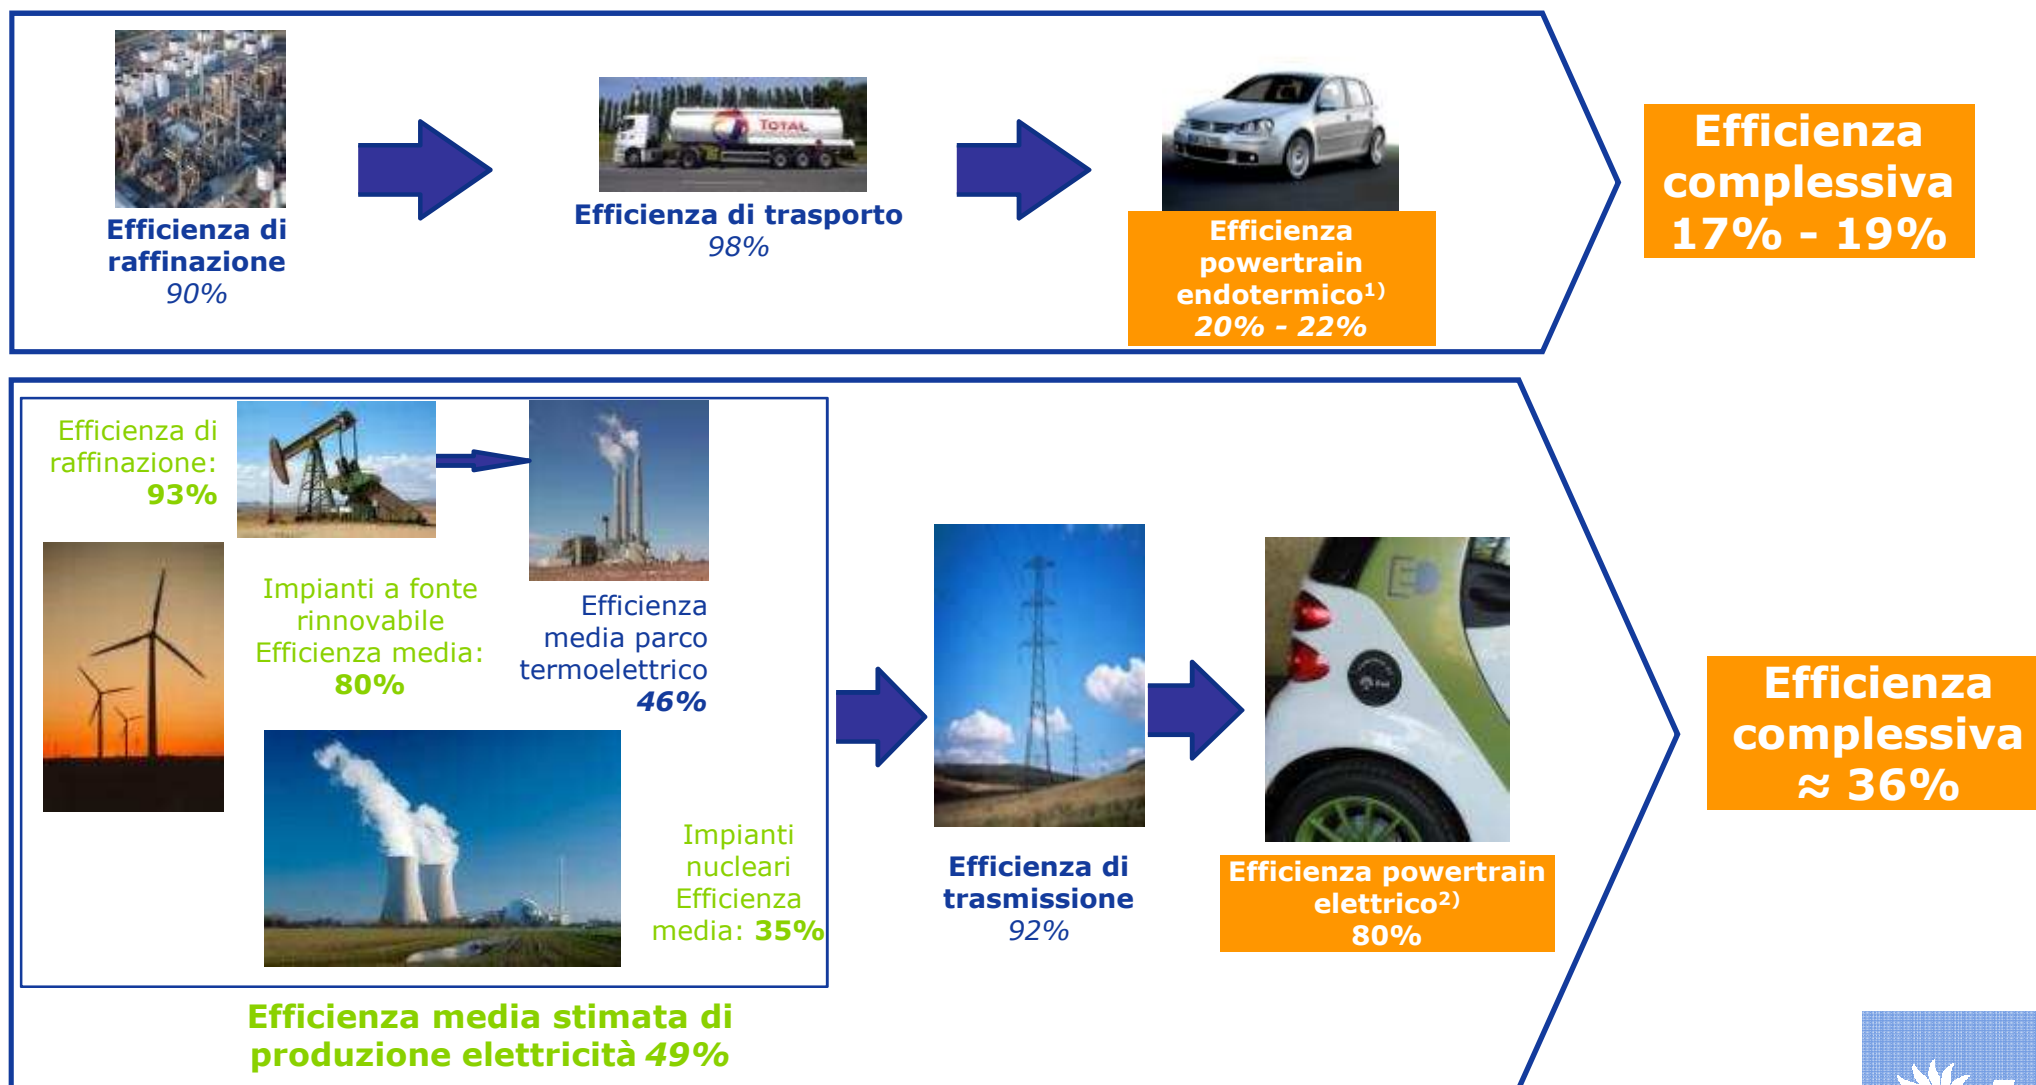 Efficienza di
raffinazione
90%
TOTAL
Efficienza di trasporto
98%
Efficienza
powertrain
endotermico1)
20% - 22%
Efficienza
complessiva
17% - 19%
Efficienza di
raffinazione:
93%
Impianti a fonte
rinnovabile
Efficienza media:
80%
Efficienza
media parco
termoelettrico
46%
Impianti
nucleari
Efficienza
media: 35%
Efficienza media stimata di
produzione elettricità 49%
Efficienza di
trasmissione
92%
Efficienza powertrain
elettrico2)
80%
Efficienza
complessiva
≈ 36%